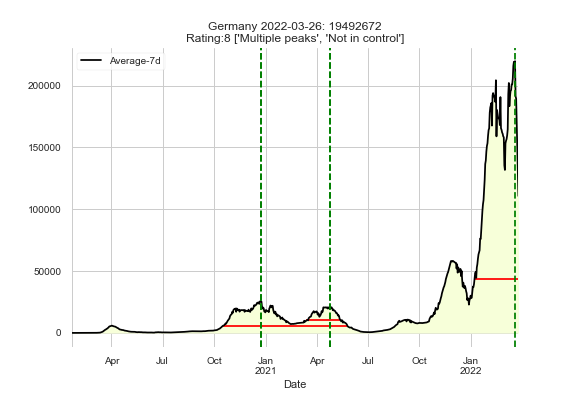 Germany 2022-03-26: 19492672
Rating:8 ['Multiple peaks', 'Not in control']
Average-7d
200000
150000
100000
50000
0
Apr
Jul
Oct
Jan
2021
Apr
Jul
Oct
Jan
2022
Date